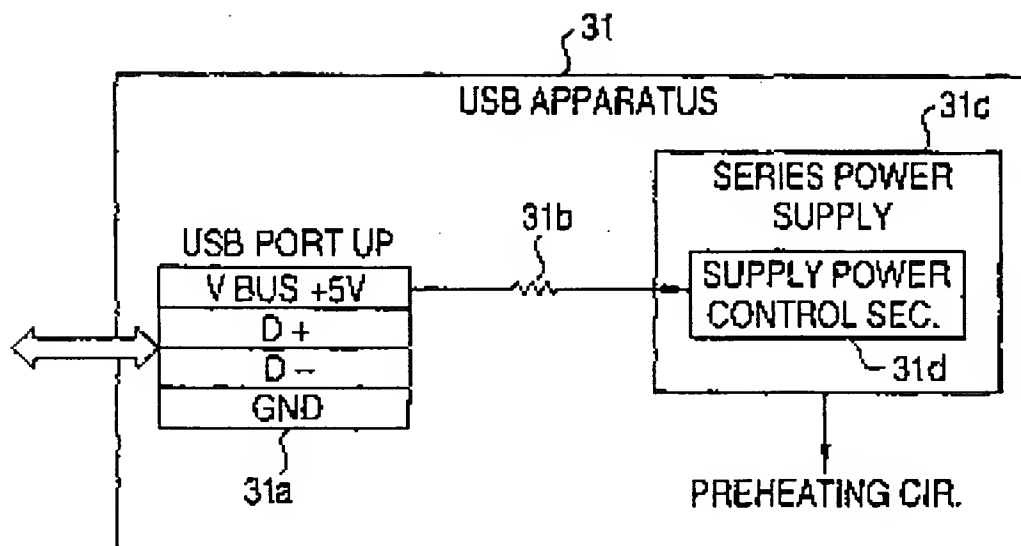 31
USB APPARATUS
31c
SERIES POWER
SUPPLY
31b
USB PORT UP
V BUS +5V
SUPPLY POWER
CONTROL SEC.
D +
D −
31d
GND
31a
PREHEATING CIR.